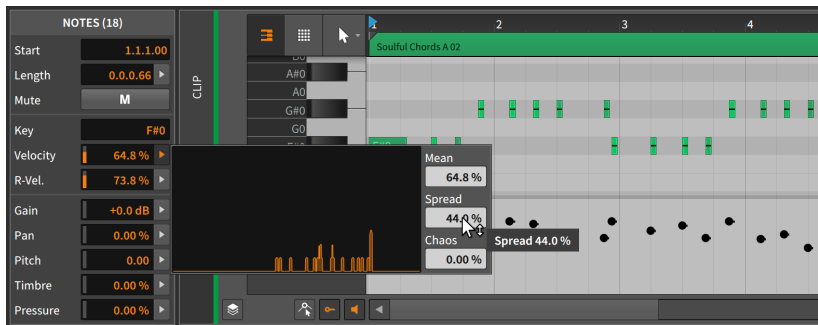 NOTES (18)
Start 1.1.1.00
Length 0.0.0.66
Mute M
Key F#0
Velocity 64.8 %
R-Vel. 73.8 %
Gain +0.0 dB
Pan 0.00 %
Pitch 0.00
Timbre 0.00 %
Pressure 0.00 %
CLIP
1 2 3 4
Soulful Chords A 02
A#0
A0
G#0
G0
Mean
64.8 %
Spread
44.0 %
Spread 44.0 %
Chaos
0.00 %